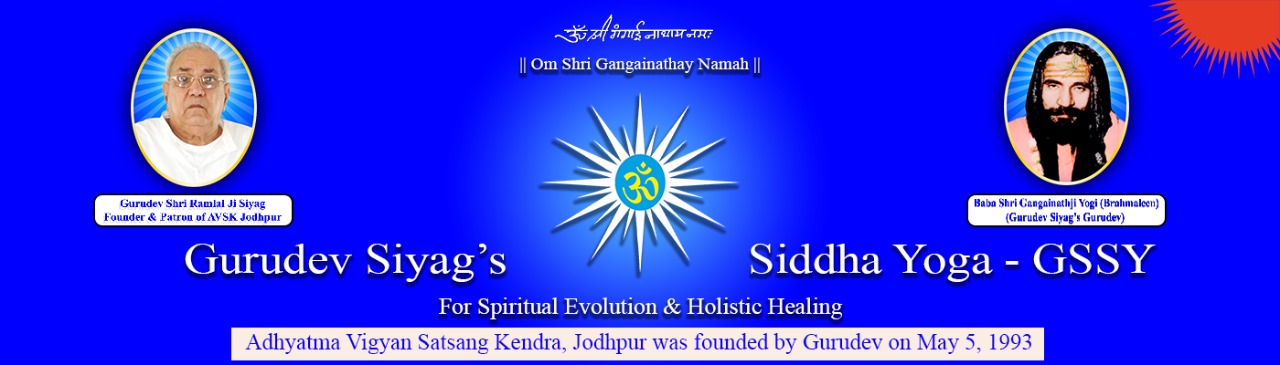 ॐ श्री गंगाई नाथाय नमः
|| Om Shri Gangainathay Namah ||
ॐ
Gurudev Shri Ramlal Ji Siyag
Founder & Patron of AVSK Jodhpur
Baba Shri Gangainathji Yogi (Brahmaleen)
(Gurudev Siyag's Gurudev)
Gurudev Siyag’s Siddha Yoga - GSSY
For Spiritual Evolution & Holistic Healing
Adhyatma Vigyan Satsang Kendra, Jodhpur was founded by Gurudev on May 5, 1993